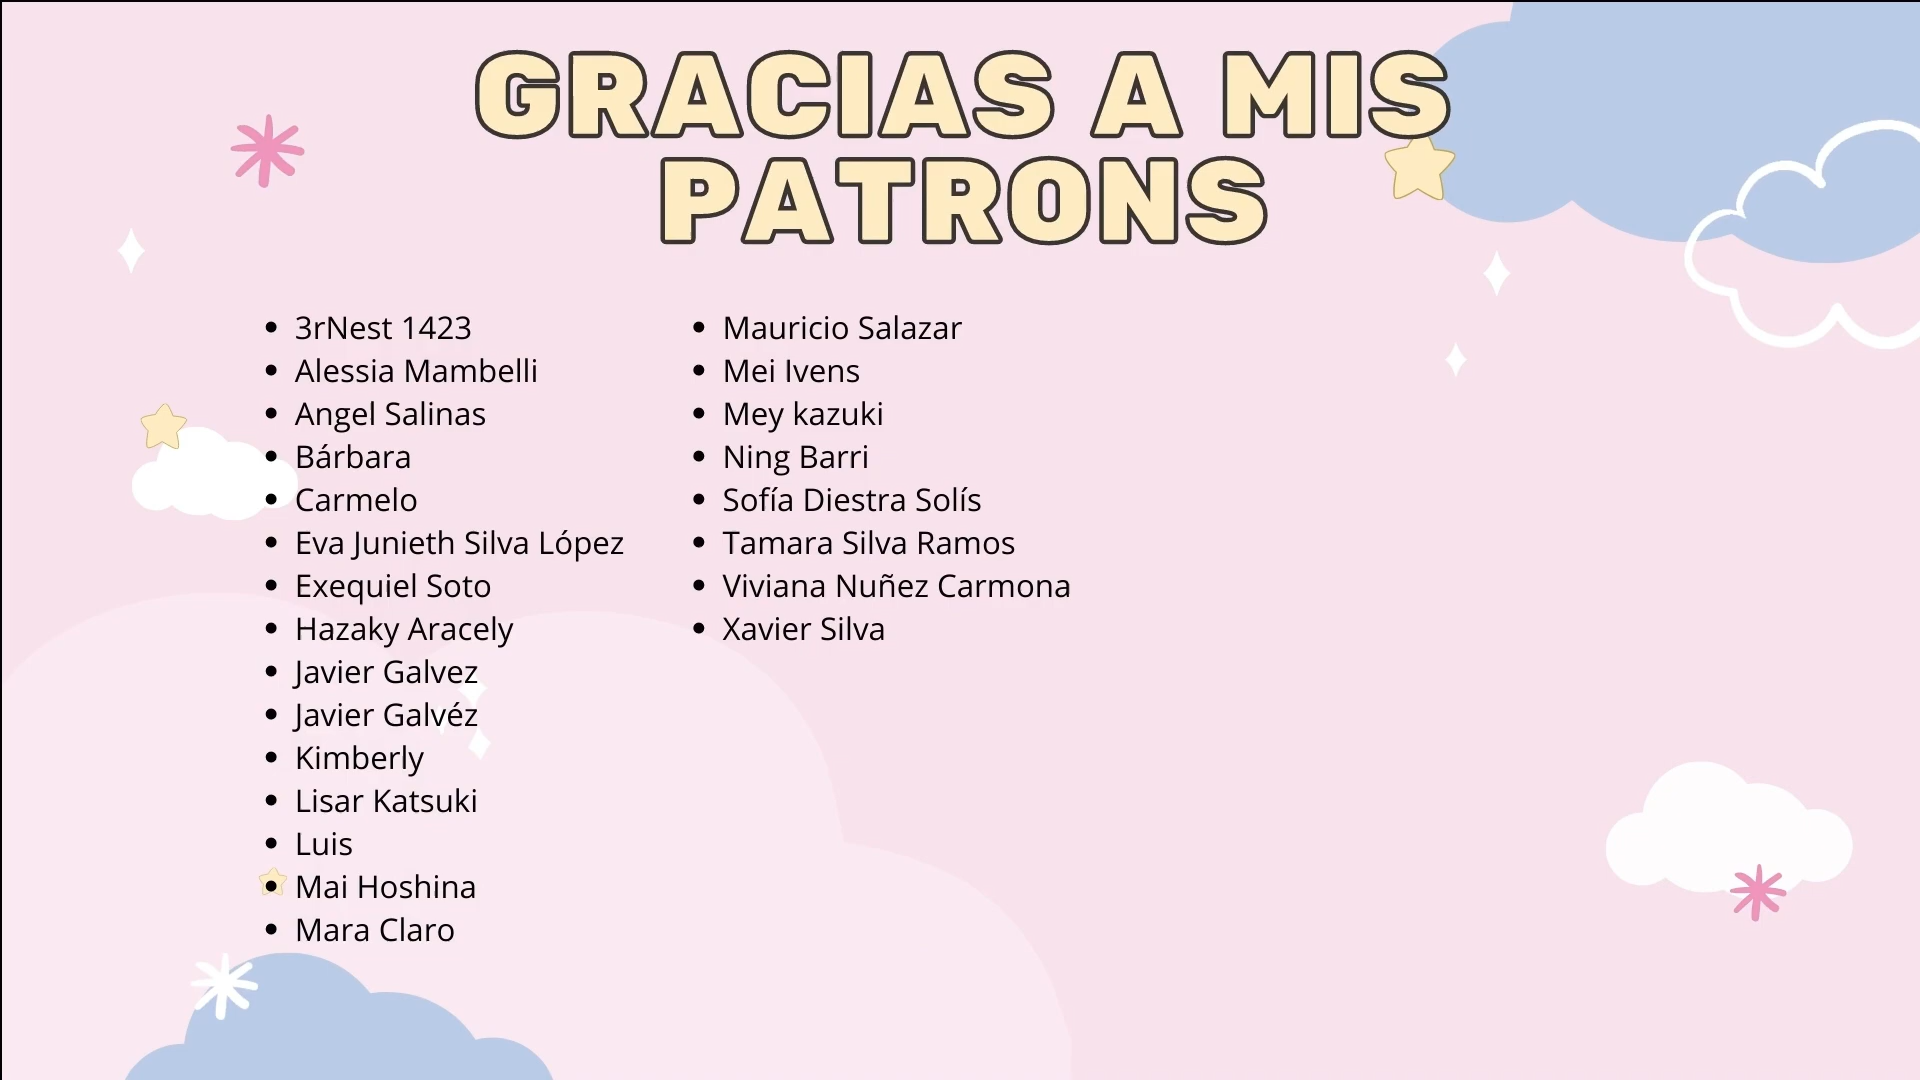 GRACIAS A MIS
PATRONS
• 3rNest 1423
• Alessia Mambelli
• Angel Salinas
• Bárbara
• Carmelo
• Eva Junieth Silva López
• Exequiel Soto
• Hazaky Aracely
• Javier Galvez
• Javier Galvéz
• Kimberly
• Lisar Katsuki
• Luis
• Mai Hoshina
• Mara Claro
• Mauricio Salazar
• Mei Ivens
• Mey kazuki
• Ning Barri
• Sofía Diestra Solís
• Tamara Silva Ramos
• Viviana Nuñez Carmona
• Xavier Silva